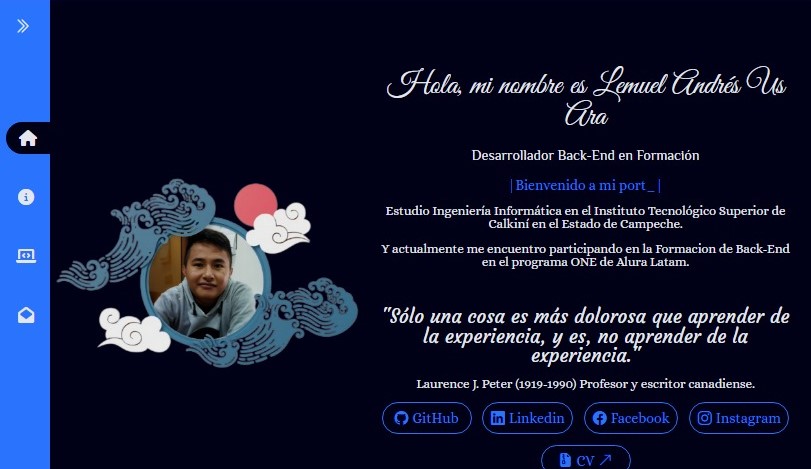 Hola, mi nombre es Lemuel Andrés Us
Ara
Desarrollador Back-End en Formación
|Bienvenido a mi port_|
Estudio Ingeniería Informática en el Instituto Tecnológico Superior de
Calkiní en el Estado de Campeche.
Y actualmente me encuentro participando en la Formacion de Back-End
en el programa ONE de Alura Latam.
"Sólo una cosa es más dolorosa que aprender de
la experiencia, y es, no aprender de la
experiencia."
Laurence J. Peter (1919-1990) Profesor y escritor canadiense.
GitHub Linkedin Facebook Instagram
CV